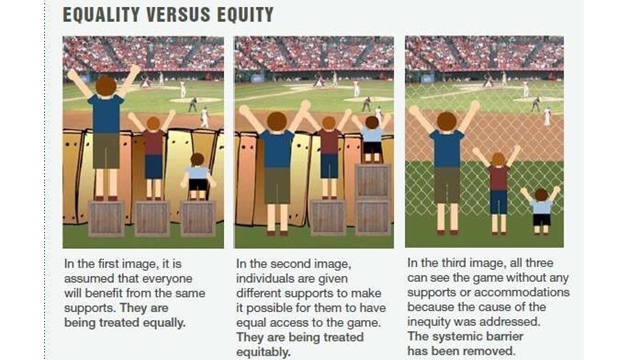 EQUALITY VERSUS EQUITY
In the first image, it is
assumed that everyone
will benefit from the same
supports. They are
being treated equally.
In the second image,
individuals are given
different supports to make
it possible for them to have
equal access to the game.
They are being treated
equitably.
In the third image, all three
can see the game without any
supports or accommodations
because the cause of the
inequity was addressed.
The systemic barrier
has been removed.